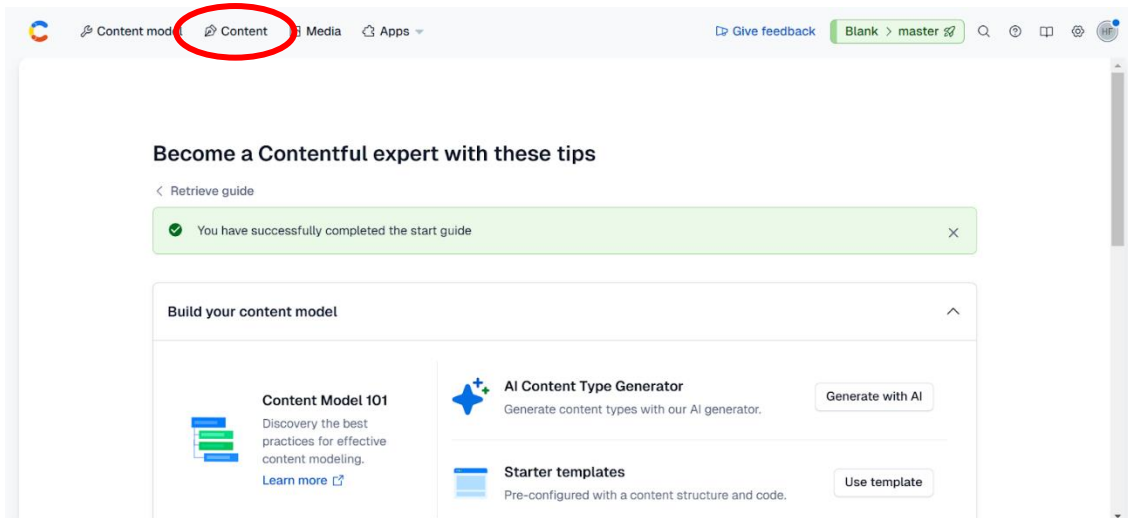 Content model Content Media Apps Give feedback Blank > master HF
Become a Contentful expert with these tips
< Retrieve guide
You have successfully completed the start guide
Build your content model
Content Model 101
Discovery the best
practices for effective
content modeling.
Learn more
AI Content Type Generator
Generate content types with our AI generator.
Generate with AI
Starter templates
Pre-configured with a content structure and code.
Use template